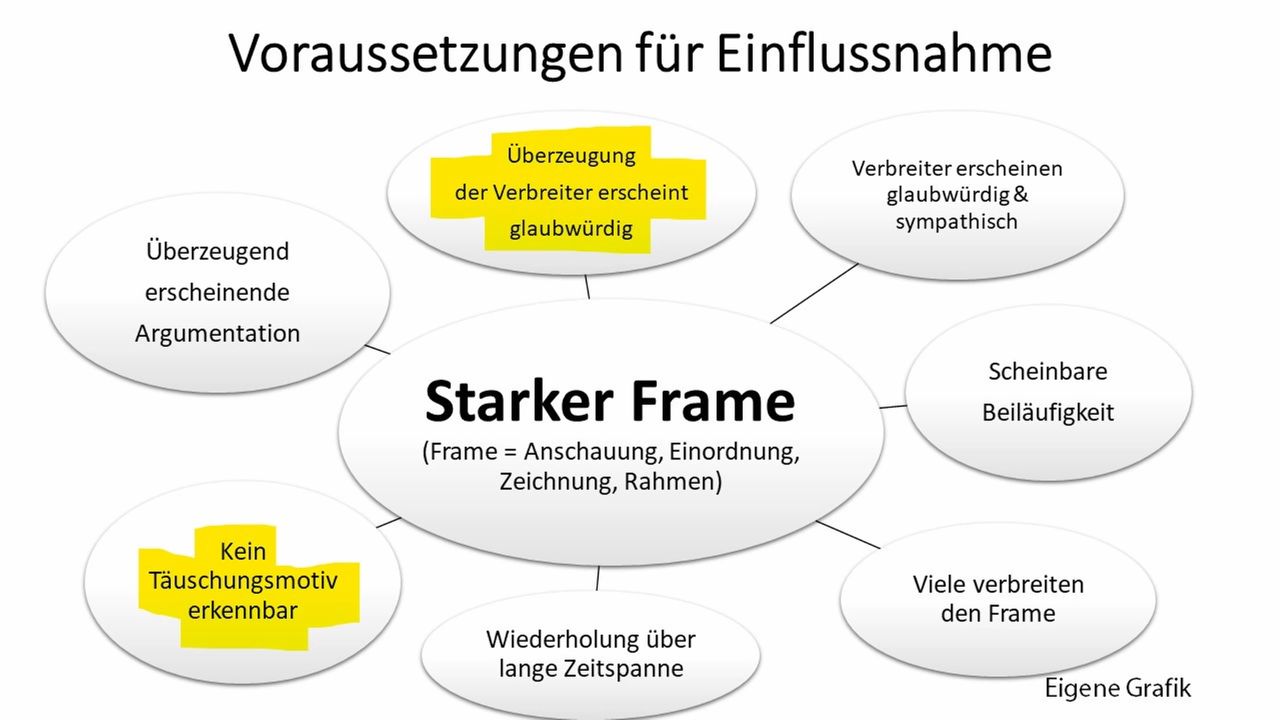 Voraussetzungen für Einflussnahme
Überzeugung
der Verbreiter erscheint
glaubwürdig
Verbreiter erscheinen
glaubwürdig &
sympathisch
Überzeugend
erscheinende
Argumentation
Starker Frame
(Frame = Anschauung, Einordnung,
Zeichnung, Rahmen)
Scheinbare
Beiläufigkeit
Kein
Täuschungsmotiv
erkennbar
Wiederholung über
lange Zeitspanne
Viele verbreiten
den Frame
Eigene Grafik